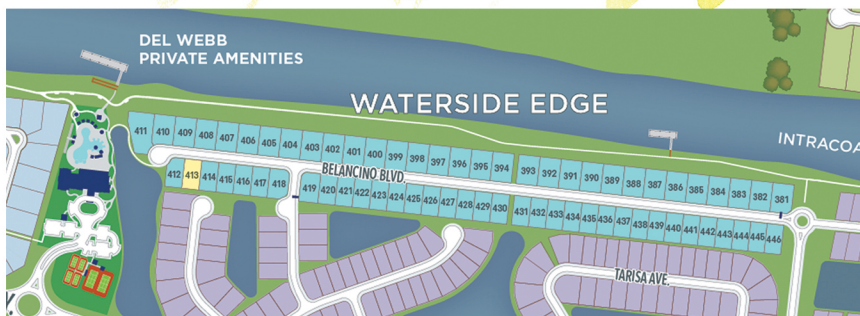 DEL WEBB
PRIVATE AMENITIES
WATERSIDE EDGE
INTRACOA
411 410 409 408 407 406 405 404 403 402 401 400 399 398 397 396 395 394 393 392 391 390 389 388 387 386 385 384 383 382 381
BELANCINO BLVD.
412 413 414 415 416 417 418 419 420 421 422 423 424 425 426 427 428 429 430 431 432 433 434 435 436 437 438 439 440 441 442 443 444 445 446
TARISA AVE.